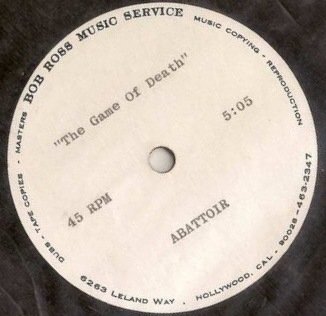 BOB ROSS MUSIC SERVICE
MUSIC COPYING - REPRODUCTION
DUBS - TAPE COPIES - MASTERS
"The Game Of Death"
5:05
45 RPM
ABATTOIR
6263 LELAND WAY · HOLLYWOOD, CAL - 90028 - 463-2347